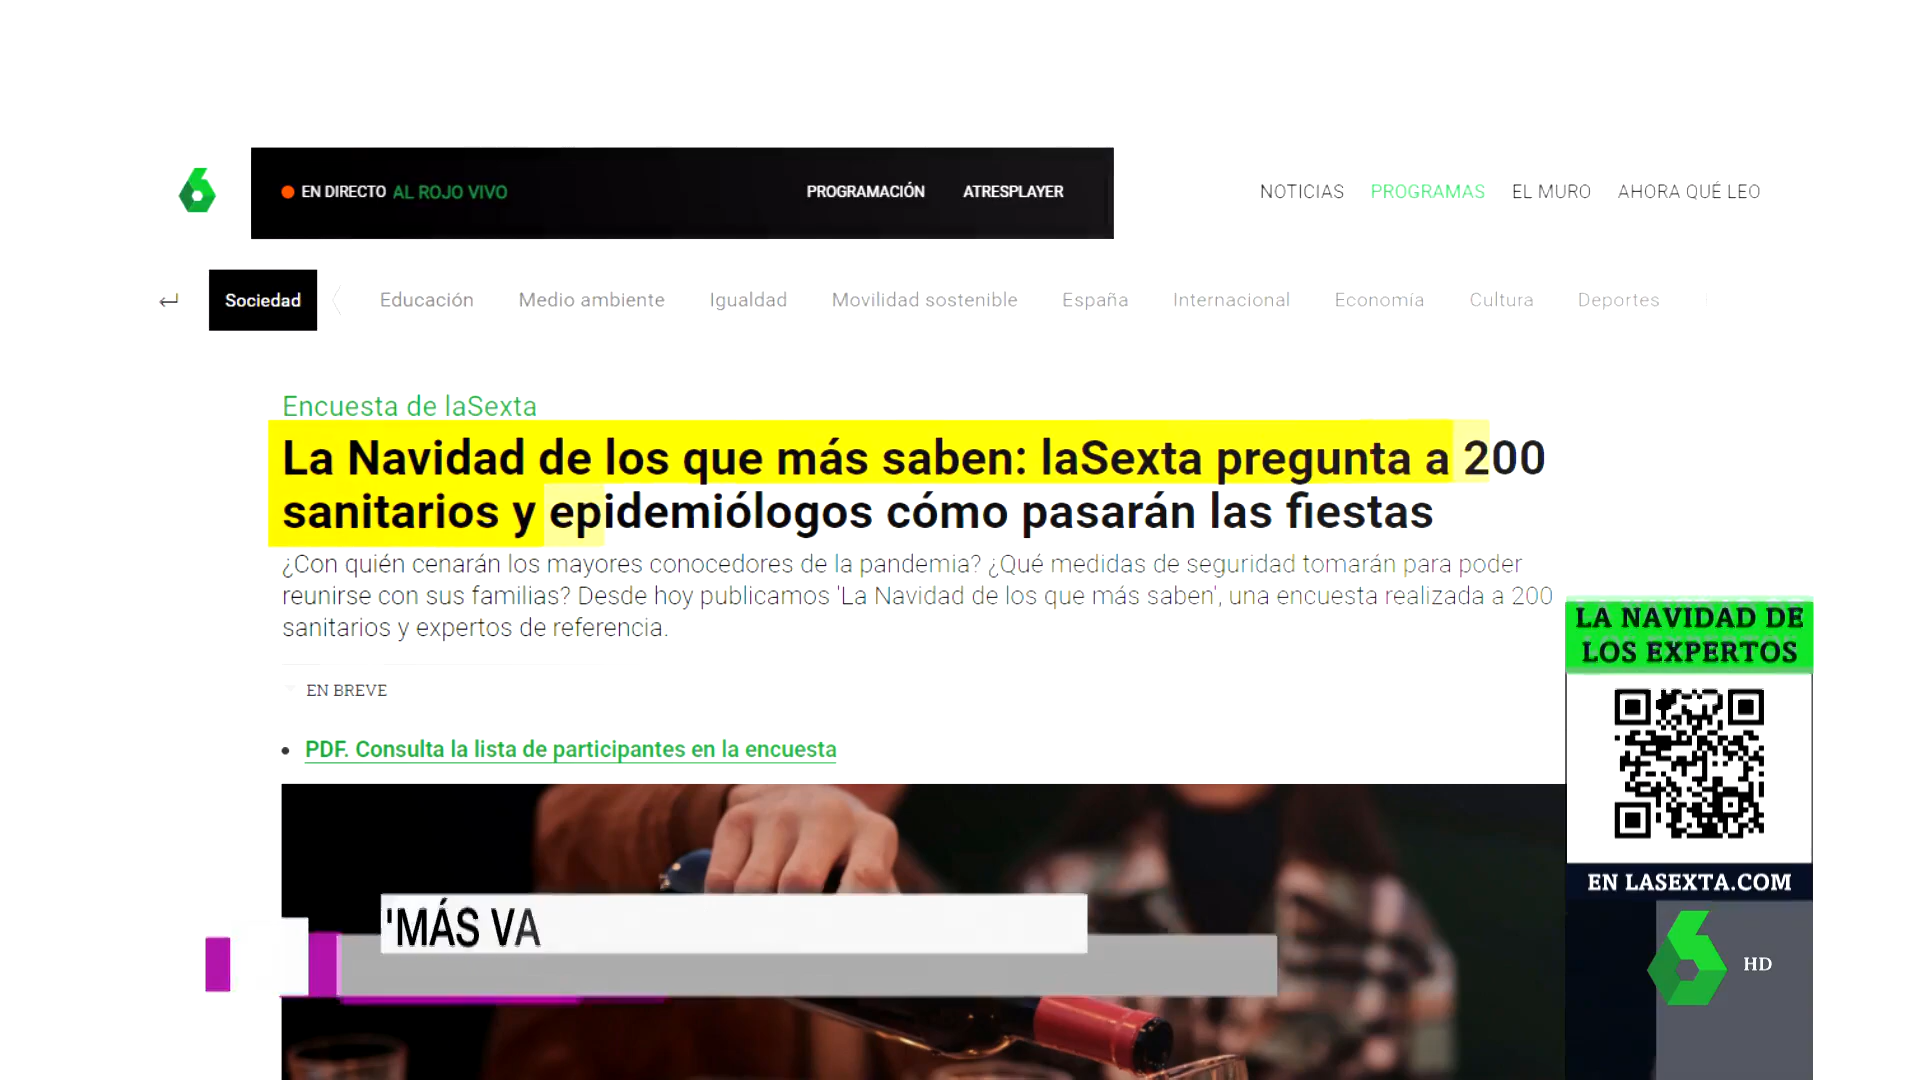 EN DIRECTO AL ROJO VIVO
PROGRAMACIÓN
ATRESPLAYER
NOTICIAS
PROGRAMAS
EL MURO
AHORA QUÉ LEO
Sociedad
Educación
Medio ambiente
Igualdad
Movilidad sostenible
España
Internacional
Economía
Cultura
Deportes
Encuesta de laSexta
La Navidad de los que más saben: laSexta pregunta a 200
sanitarios y epidemiólogos cómo pasarán las fiestas
¿Con quién cenarán los mayores conocedores de la pandemia? ¿Qué medidas de seguridad tomarán para poder
reunirse con sus familias? Desde hoy publicamos 'La Navidad de los que más saben', una encuesta realizada a 200
sanitarios y expertos de referencia.
EN BREVE
PDF. Consulta la lista de participantes en la encuesta
LA NAVIDAD DE
LOS EXPERTOS
EN LASEXTA.COM
HD
'MÁS VA